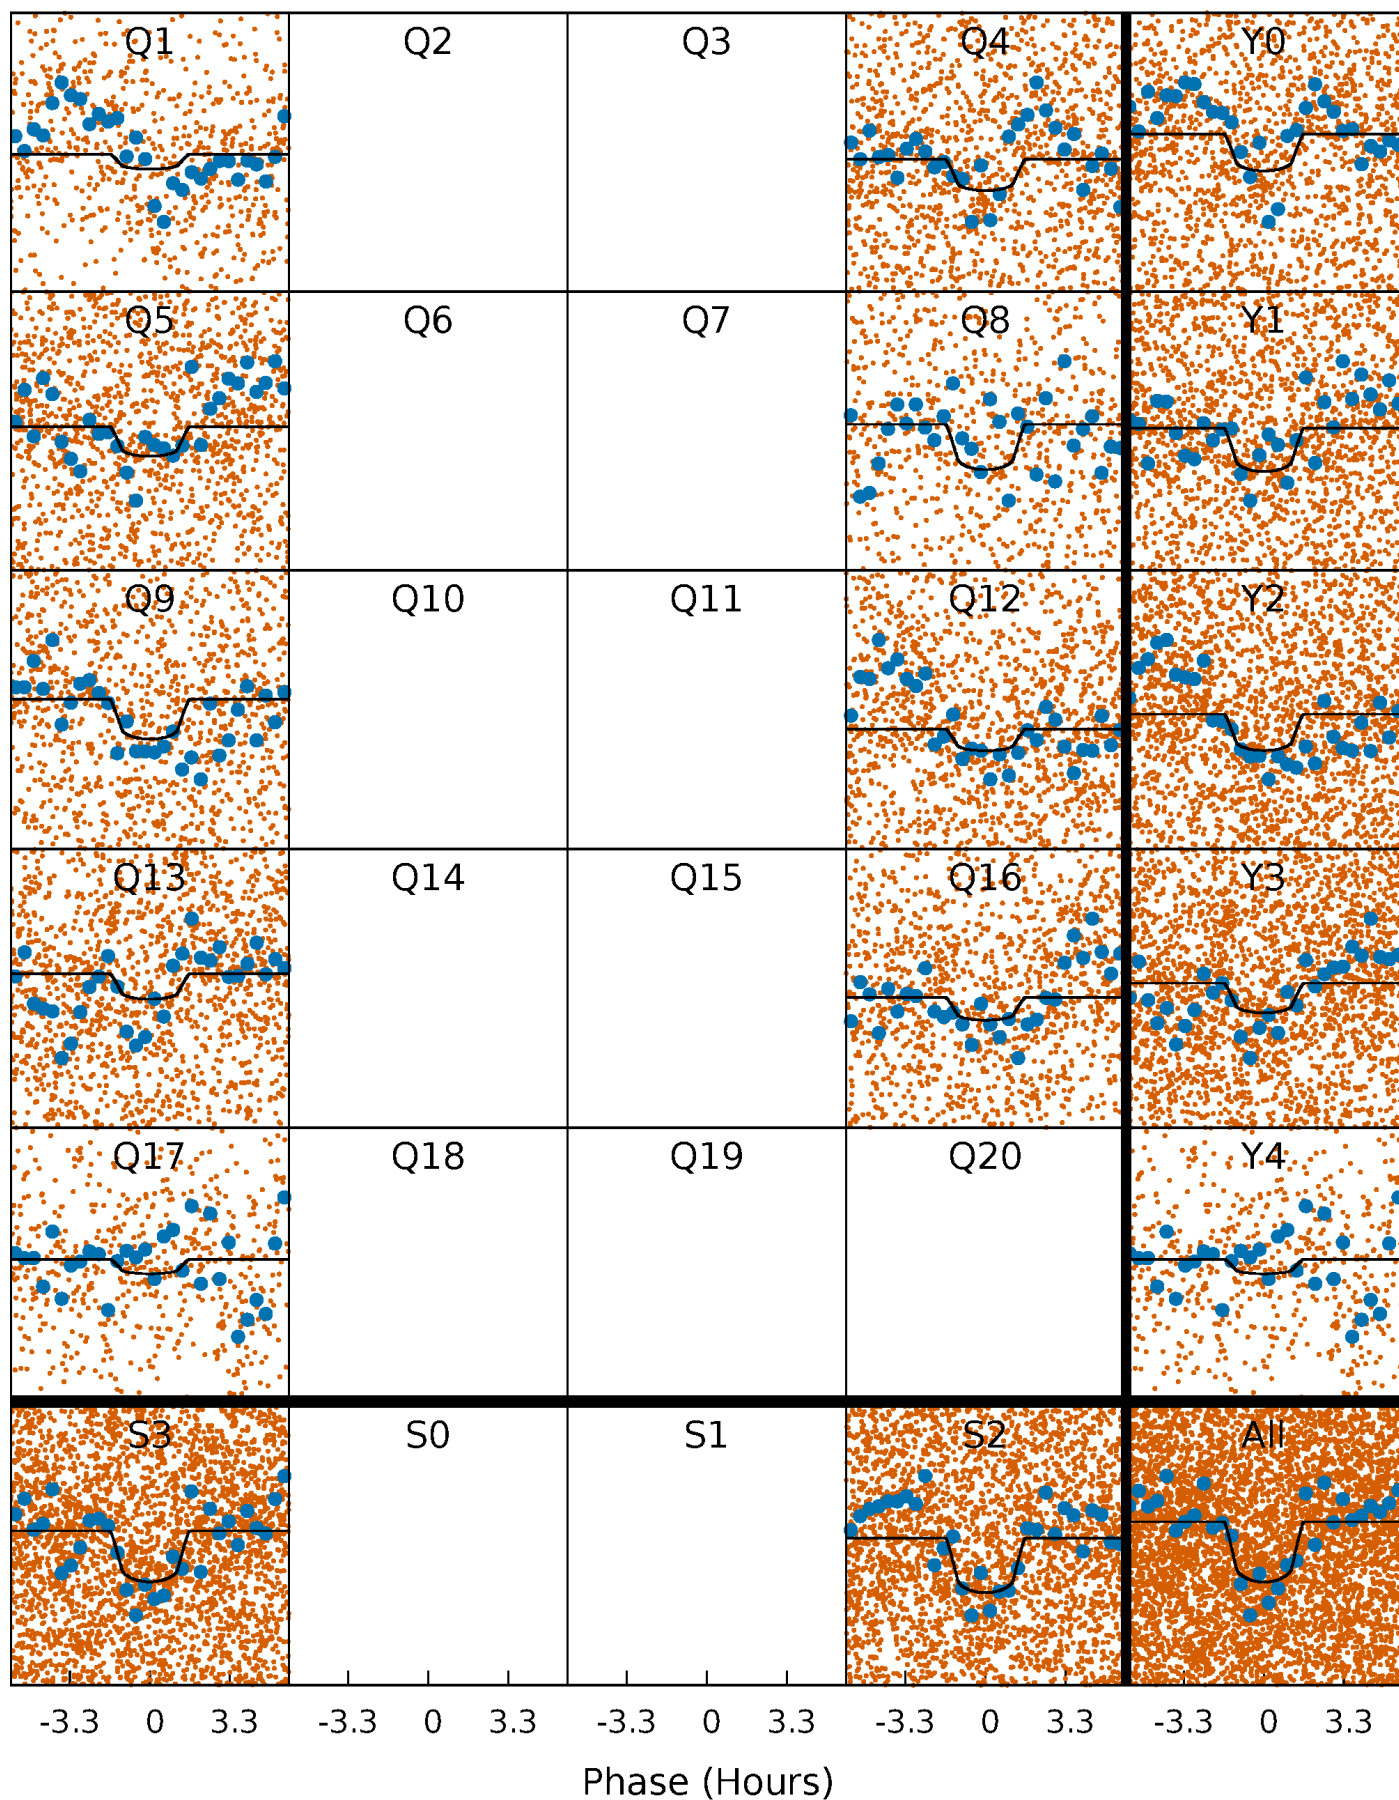 Q1 Q2 Q3 Q4 Y0
Q5 Q6 Q7 Q8 Y1
Q9 Q10 Q11 Q12 Y2
Q13 Q14 Q15 Q16 Y3
Q17 Q18 Q19 Q20 Y4
S3 S0 S1 S2 All
-3.3 0 3.3 -3.3 0 3.3 -3.3 0 3.3 -3.3 0 3.3 -3.3 0 3.3
Phase (Hours)